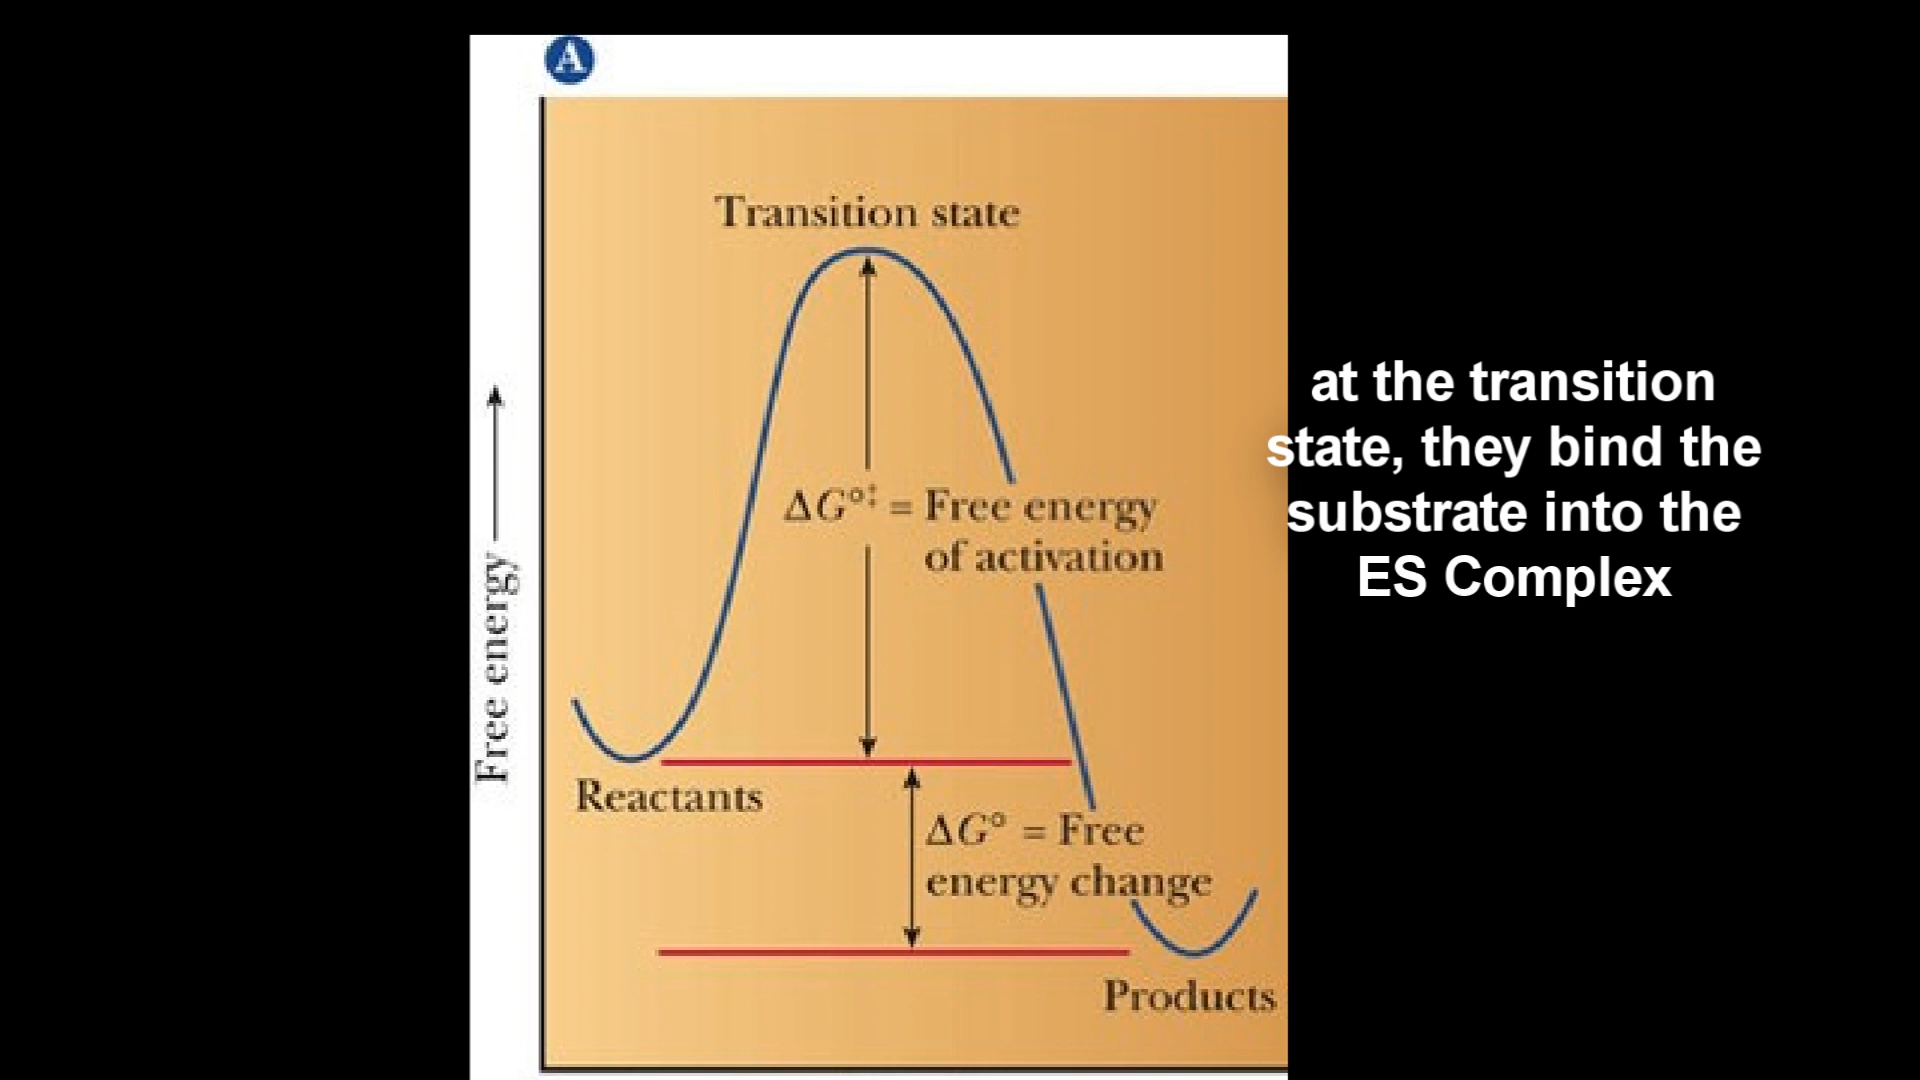 A
Transition state
Free energy
ΔG°‡ = Free energy
of activation
Reactants
ΔG° = Free
energy change
Products
at the transition
state, they bind the
substrate into the
ES Complex